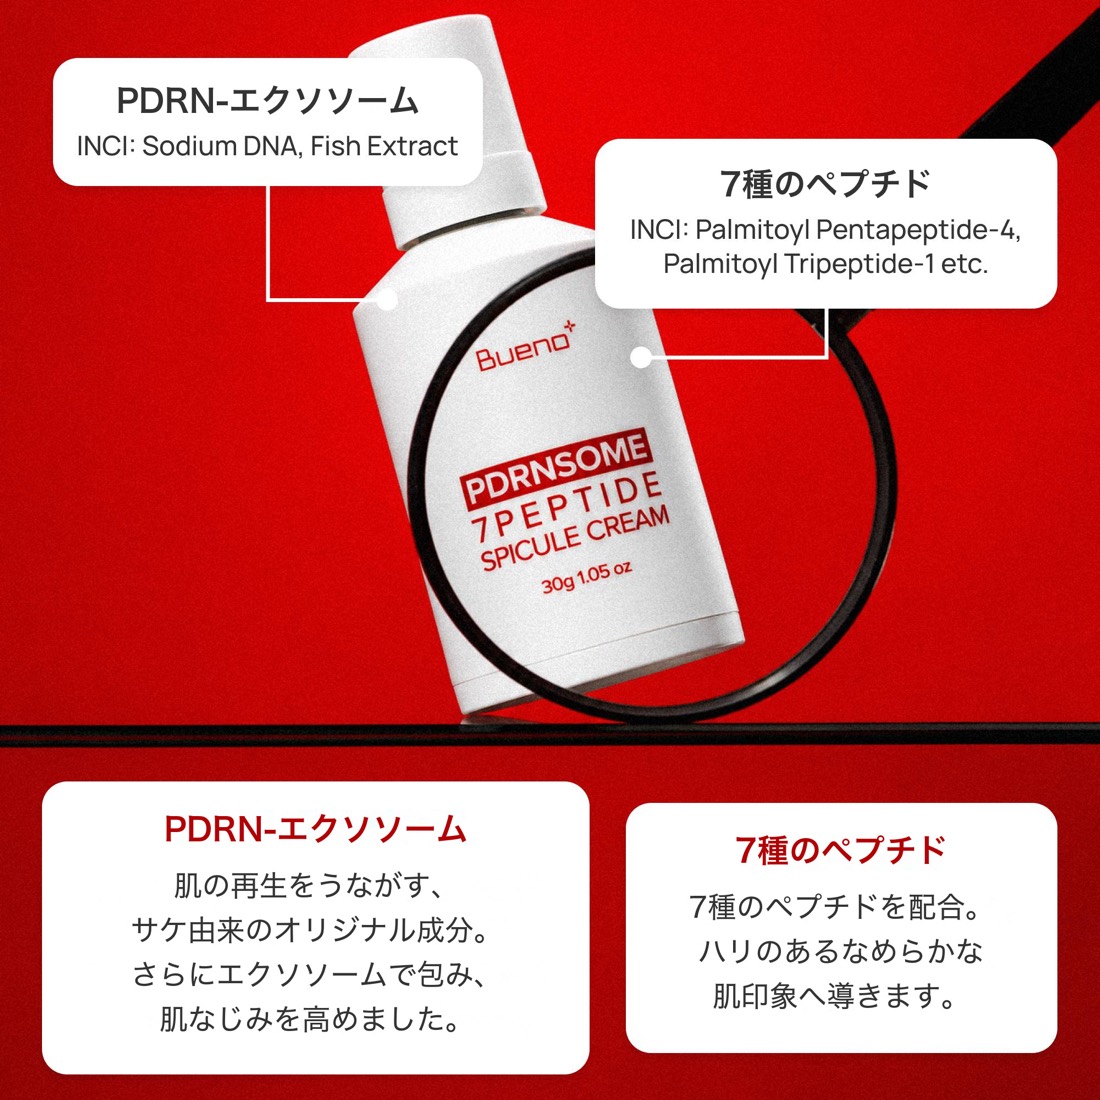 PDRN-エクソソーム
INCI: Sodium DNA, Fish Extract
7種のペプチド
INCI: Palmitoyl Pentapeptide-4,
Palmitoyl Tripeptide-1 etc.
Bueno+
PDRNSOME
7PEPTIDE
SPICULE CREAM
30g 1.05 oz
PDRN-エクソソーム
肌の再生をうながす、
サケ由来のオリジナル成分。
さらにエクソソームで包み、
肌なじみを高めました。
7種のペプチド
7種のペプチドを配合。
ハリのあるなめらかな
肌印象へ導きます。